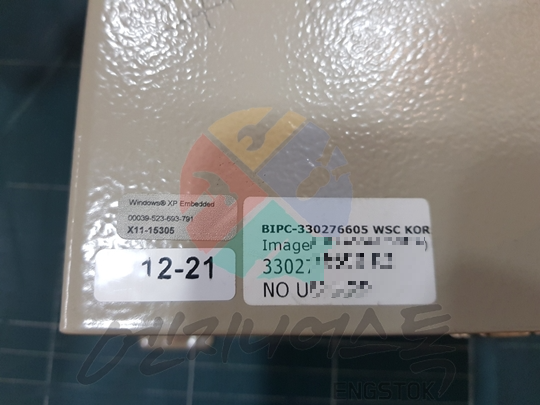 Windows® XP Embedded
00039-523-693-791
X11-15305
12-21
BIPC-330276605 WSC KOR
Image
3302
NO U
엔지니어스톡
ENGSTOK